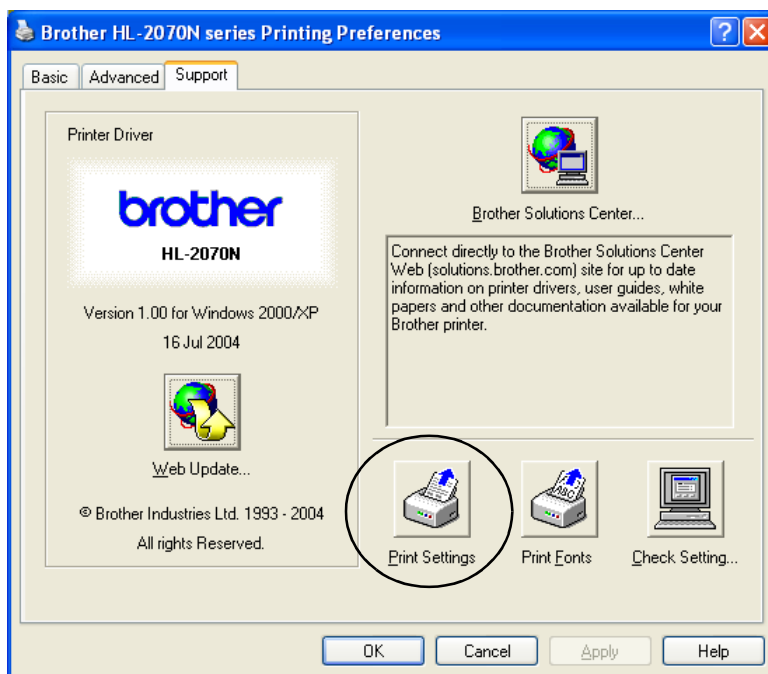 Brother HL-2070N series Printing Preferences
Basic
Advanced
Support
Printer Driver
brother
HL-2070N
Version 1.00 for Windows 2000/XP
16 Jul 2004
Web Update...
© Brother Industries Ltd. 1993 - 2004
All rights Reserved.
Brother Solutions Center...
Connect directly to the Brother Solutions Center
Web (solutions.brother.com) site for up to date
information on printer drivers, user guides, white
papers and other documentation available for your
Brother printer.
Print Settings
ABC
Print Fonts
Check Setting...
OK
Cancel
Apply
Help